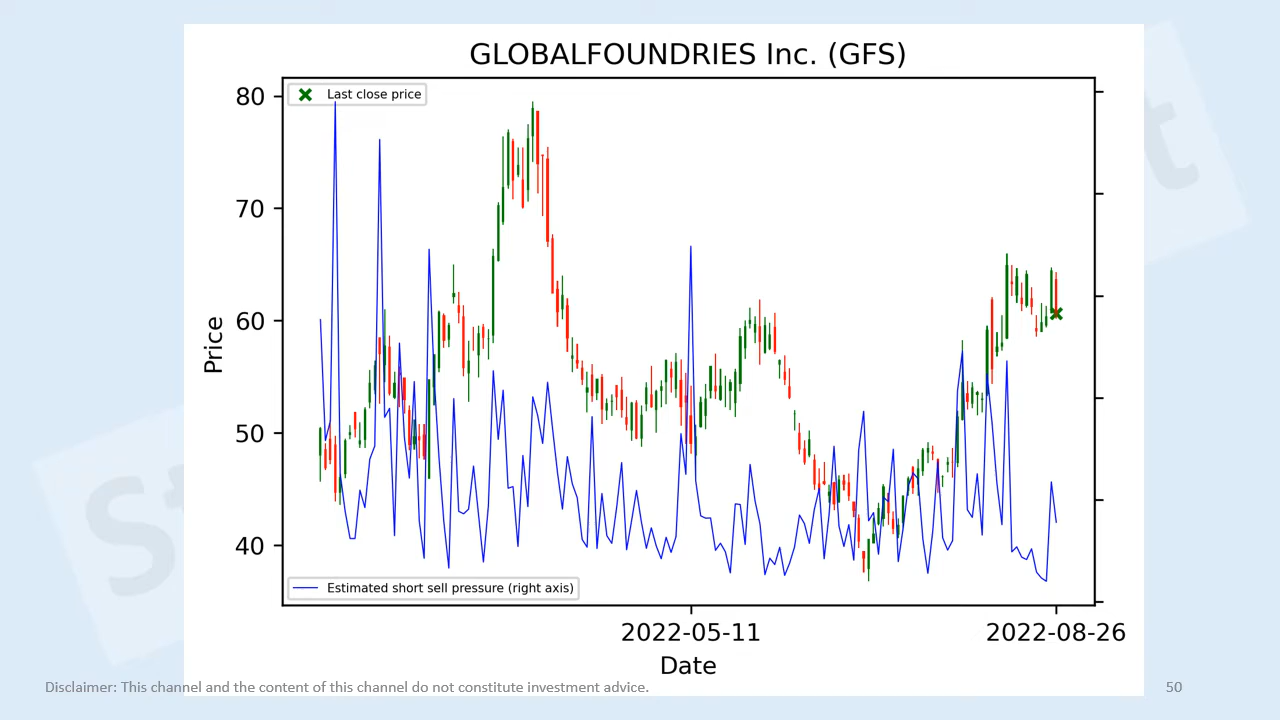 GLOBALFOUNDRIES Inc. (GFS)
Last close price
80
70
60
50
40
Price
Estimated short sell pressure (right axis)
2022-05-11
2022-08-26
Date
Disclaimer: This channel and the content of this channel do not constitute investment advice.
50